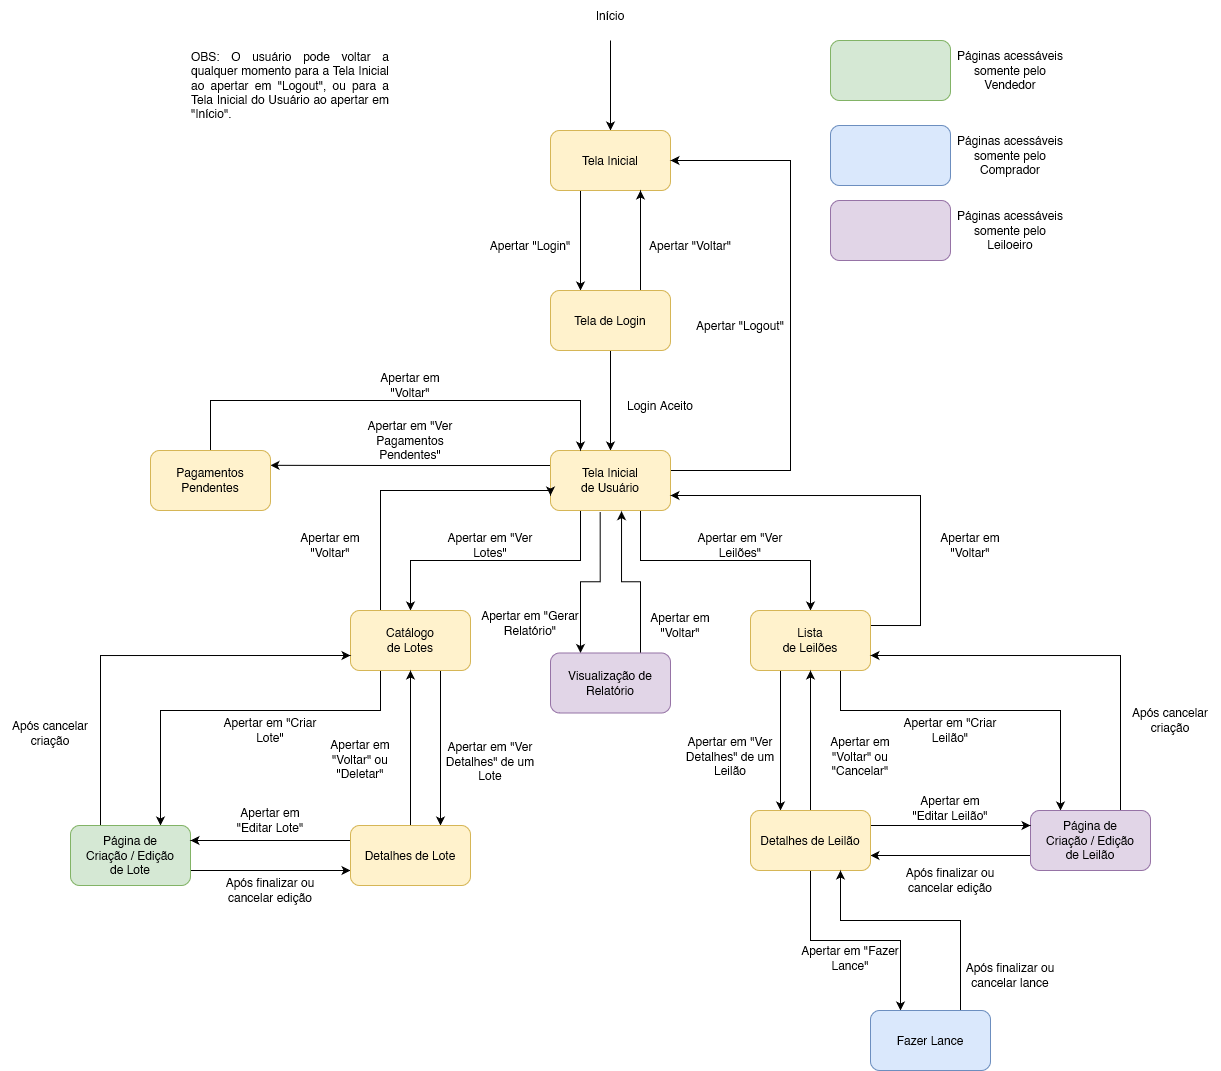 Início
OBS: O usuário pode voltar a
qualquer momento para a Tela Inicial
ao apertar em "Logout", ou para a
Tela Inicial do Usuário ao apertar em
"Início".
Páginas acessáveis
somente pelo
Vendedor
Páginas acessáveis
somente pelo
Comprador
Páginas acessáveis
somente pelo
Leiloeiro
Tela Inicial
Apertar "Login"
Apertar "Voltar"
Tela de Login
Apertar "Logout"
Apertar em
"Voltar"
Login Aceito
Apertar em "Ver
Pagamentos
Pendentes"
Pagamentos
Pendentes
Tela Inicial
de Usuário
Apertar em
"Voltar"
Apertar em "Ver
Lotes"
Apertar em "Ver
Leilões"
Apertar em
"Voltar"
Apertar em "Gerar
Relatório"
Apertar em
"Voltar"
Catálogo
de Lotes
Lista
de Leilões
Visualização de
Relatório
Após cancelar
criação
Apertar em "Criar
Lote"
Apertar em
"Voltar" ou
"Deletar"
Apertar em "Ver
Detalhes" de um
Lote
Apertar em "Ver
Detalhes" de um
Leilão
Apertar em
"Voltar" ou
"Cancelar"
Apertar em "Criar
Leilão"
Após cancelar
criação
Apertar em
"Editar Lote"
Apertar em
"Editar Leilão"
Página de
Criação / Edição
de Lote
Detalhes de Lote
Detalhes de Leilão
Página de
Criação / Edição
de Leilão
Após finalizar ou
cancelar edição
Após finalizar ou
cancelar edição
Apertar em "Fazer
Lance"
Após finalizar ou
cancelar lance
Fazer Lance